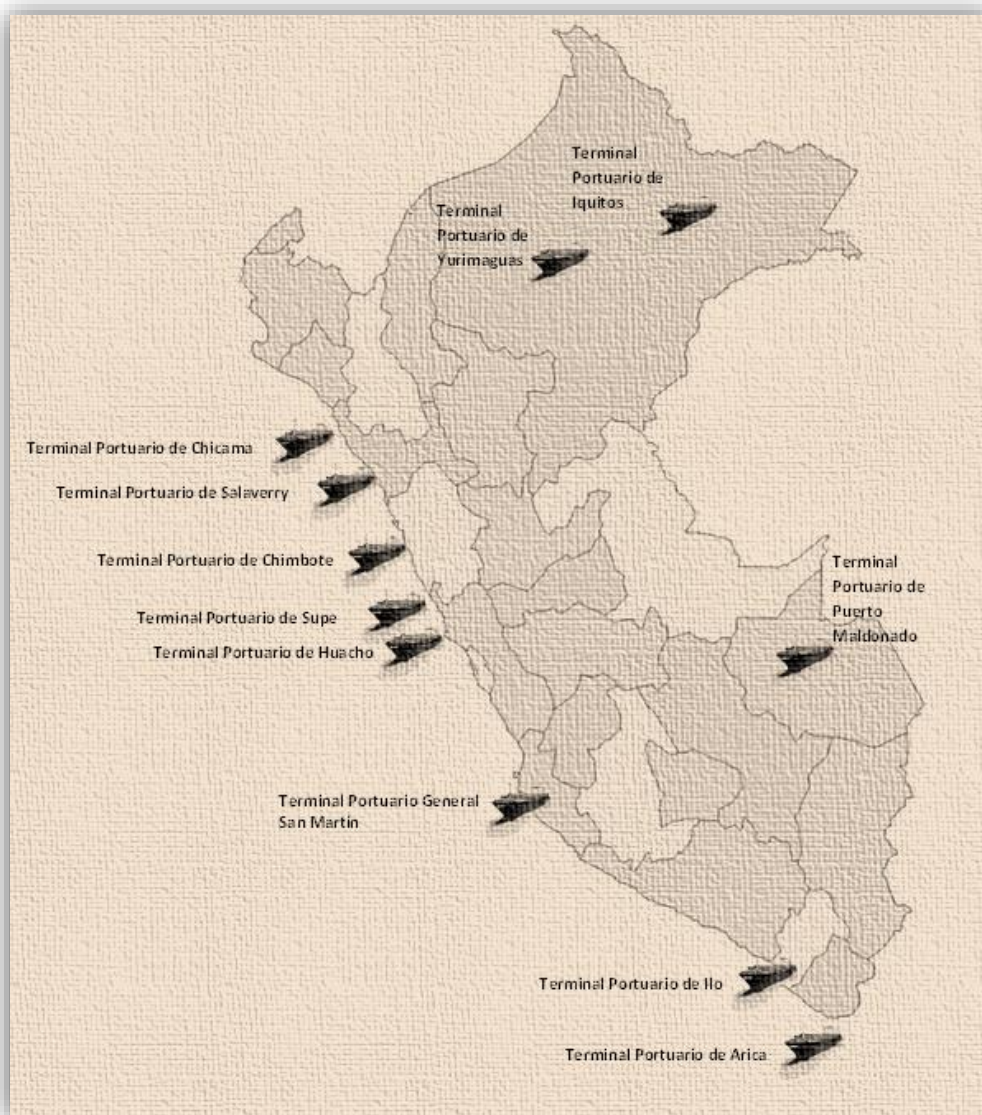 Terminal
Portuario de
Iquitos
Terminal
Portuario de
Yurimaguas
Terminal Portuario de Chicama
Terminal Portuario de Salaverry
Terminal Portuario de Chimbote
Terminal Portuario de Supe
Terminal Portuario de Huacho
Terminal
Portuario de
Puerto
Maldonado
Terminal Portuario General
San Martín
Terminal Portuario de Ilo
Terminal Portuario de Arica